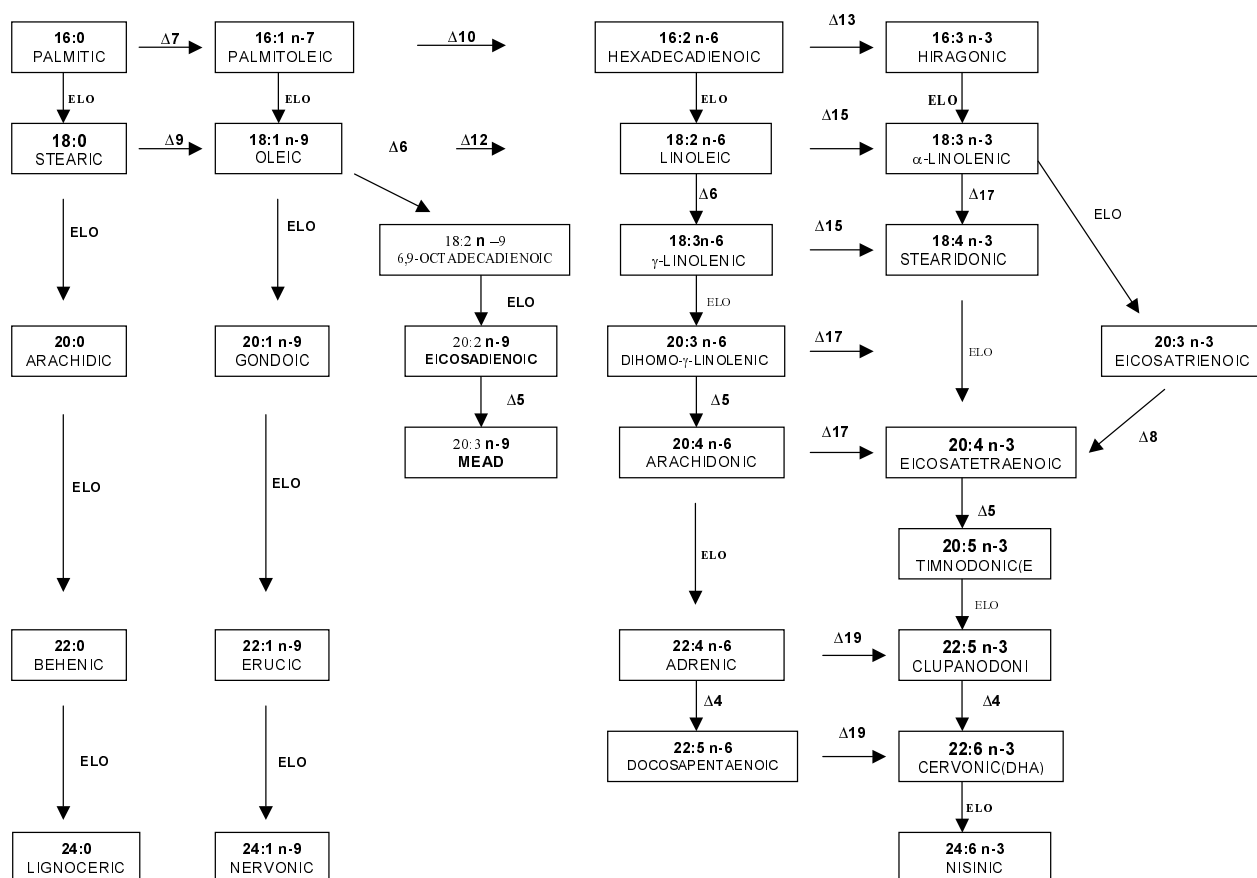 16:0
PALMITIC
Δ7
16:1 n-7
PALMITOLEIC
Δ10
16:2 n-6
HEXADECADIENOIC
Δ13
16:3 n-3
HIRAGONIC
ELO
ELO
ELO
ELO
18:0
STEARIC
Δ9
18:1 n-9
OLEIC
Δ6
Δ12
18:2 n-6
LINOLEIC
Δ15
18:3 n-3
α-LINOLENIC
Δ6
Δ17
ELO
ELO
ELO
18:2 n –9
6,9-OCTADECADIENOIC
18:3n-6
γ-LINOLENIC
Δ15
18:4 n-3
STEARIDONIC
ELO
ELO
20:0
ARACHIDIC
20:1 n-9
GONDOIC
20:2 n-9
EICOSADIENOIC
20:3 n-6
DIHOMO-γ-LINOLENIC
Δ17
ELO
20:3 n-3
EICOSATRIENOIC
Δ5
Δ5
20:3 n-9
MEAD
20:4 n-6
ARACHIDONIC
Δ17
20:4 n-3
EICOSATETRAENOIC
Δ8
ELO
ELO
Δ5
ELO
20:5 n-3
TIMNODONIC(E
ELO
22:0
BEHENIC
22:1 n-9
ERUCIC
22:4 n-6
ADRENIC
Δ19
22:5 n-3
CLUPANODONI
Δ4
Δ4
ELO
ELO
22:5 n-6
DOCOSAPENTAENOIC
Δ19
22:6 n-3
CERVONIC(DHA)
ELO
24:0
LIGNOCERIC
24:1 n-9
NERVONIC
24:6 n-3
NISINIC